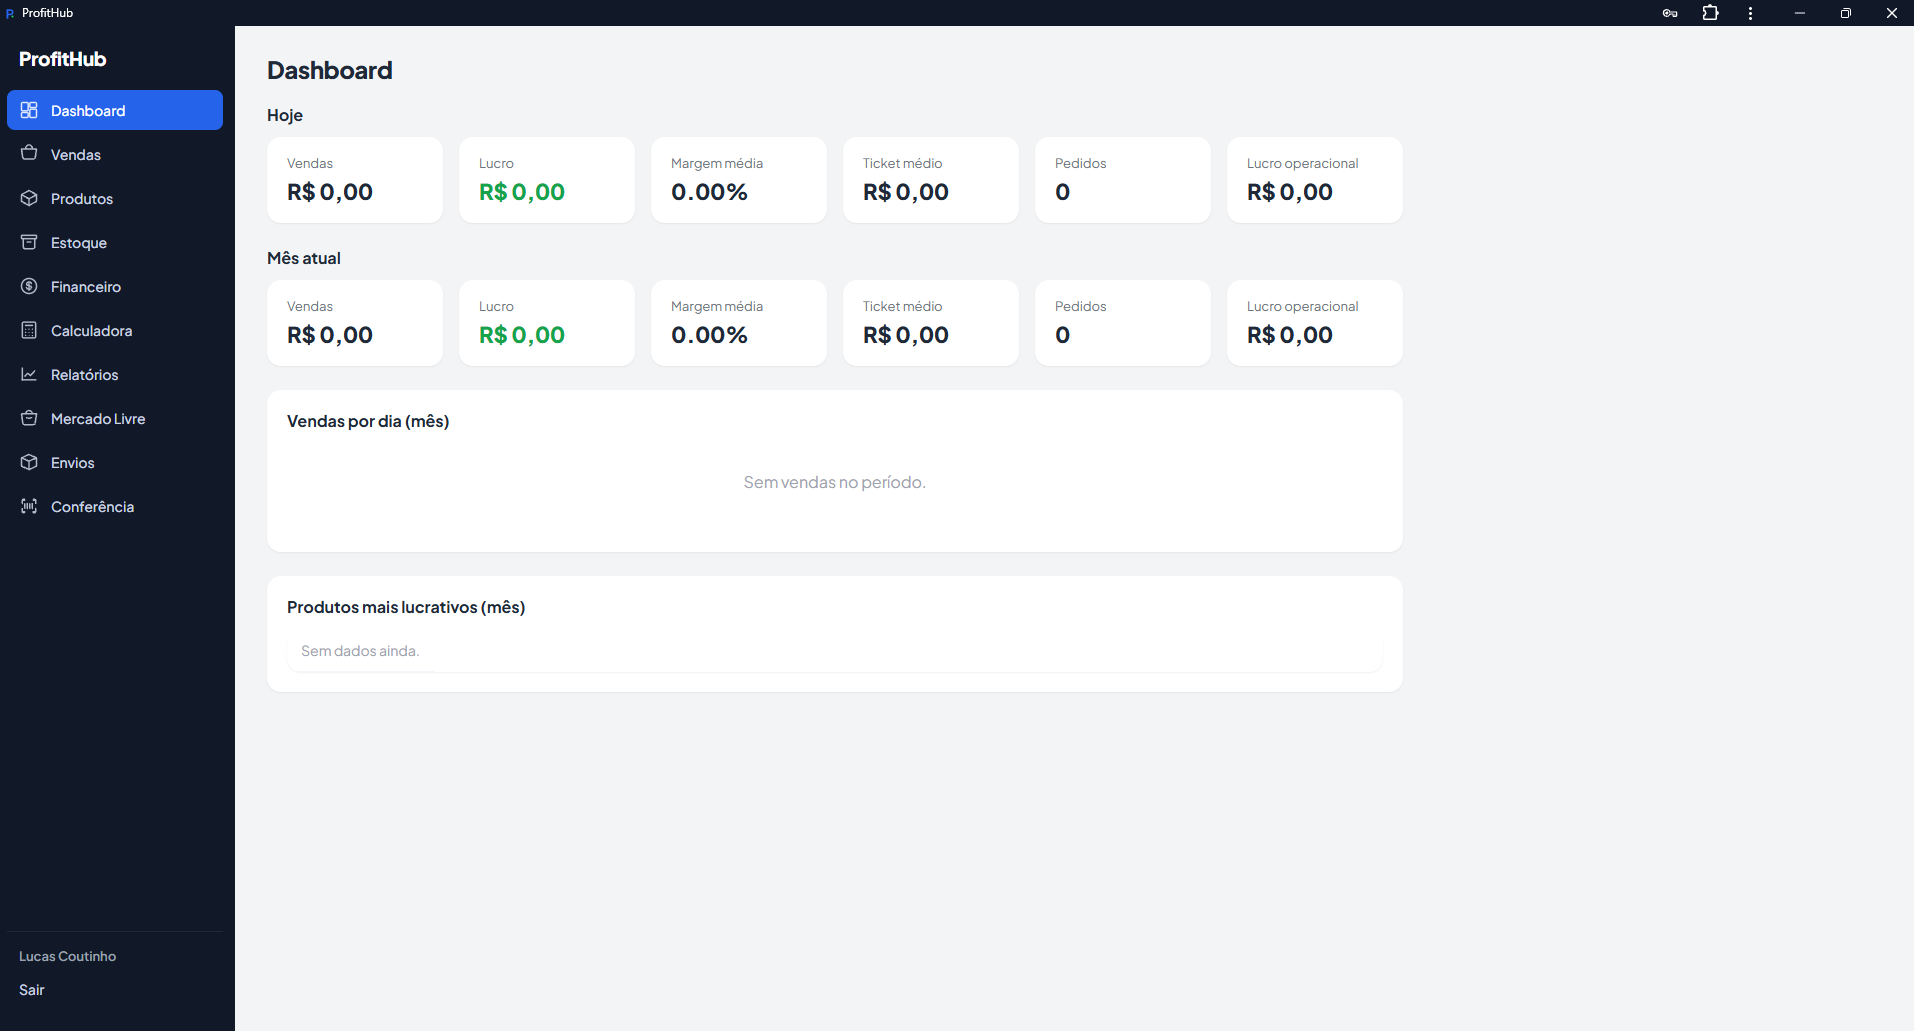 ProfitHub
ProfitHub
Dashboard
Vendas
Produtos
Estoque
Financeiro
Calculadora
Relatórios
Mercado Livre
Envios
Conferência
Lucas Coutinho
Sair
Dashboard
Hoje
Vendas
R$ 0,00
Lucro
R$ 0,00
Margem média
0.00%
Ticket médio
R$ 0,00
Pedidos
0
Lucro operacional
R$ 0,00
Mês atual
Vendas
R$ 0,00
Lucro
R$ 0,00
Margem média
0.00%
Ticket médio
R$ 0,00
Pedidos
0
Lucro operacional
R$ 0,00
Vendas por dia (mês)
Sem vendas no período.
Produtos mais lucrativos (mês)
Sem dados ainda.